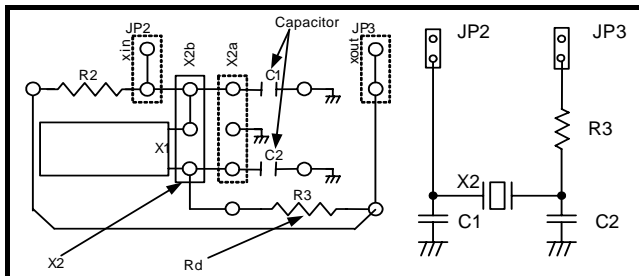 Capacitor
JP2
JP3
xin
X2b
X2a
xout
C1
R2
X1
C2
R3
X2
Rd
JP2
JP3
R3
X2
C1
C2